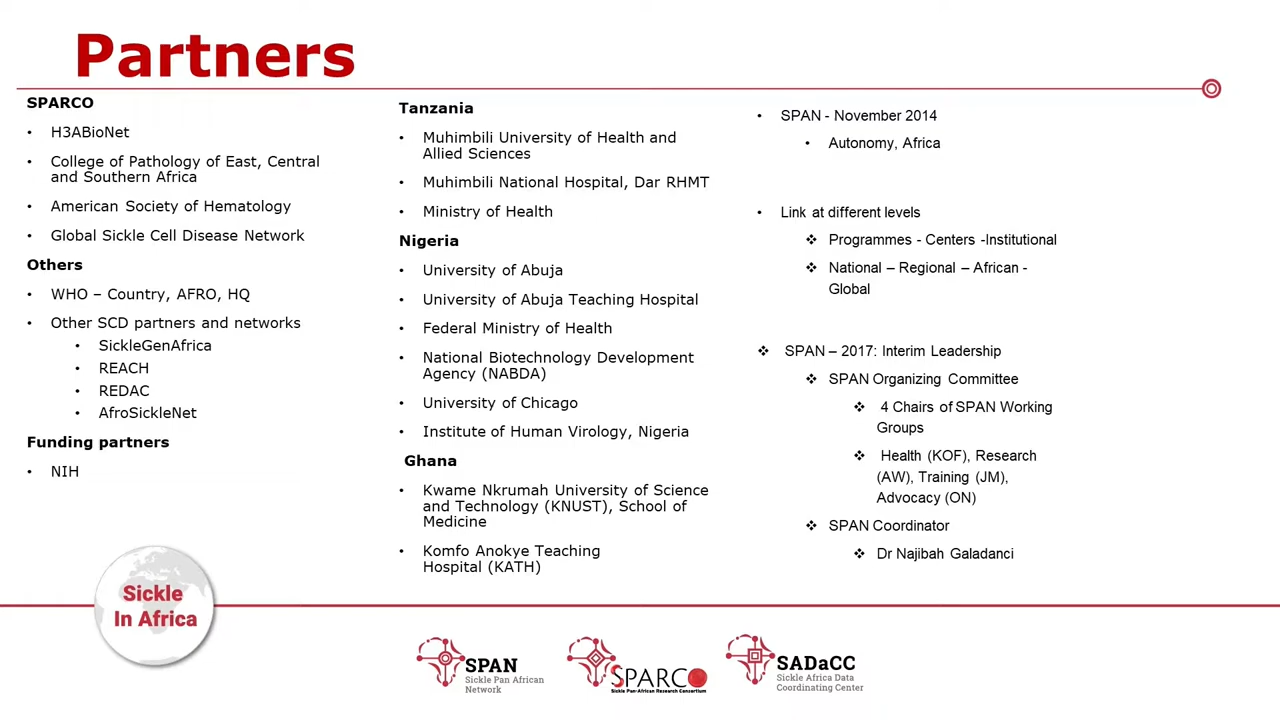 Partners
SPARCO
• H3ABioNet
• College of Pathology of East, Central
and Southern Africa
• American Society of Hematology
• Global Sickle Cell Disease Network
Others
• WHO – Country, AFRO, HQ
• Other SCD partners and networks
• SickleGenAfrica
• REACH
• REDAC
• AfroSickleNet
Funding partners
• NIH
Tanzania
• Muhimbili University of Health and
Allied Sciences
• Muhimbili National Hospital, Dar RHMT
• Ministry of Health
Nigeria
• University of Abuja
• University of Abuja Teaching Hospital
• Federal Ministry of Health
• National Biotechnology Development
Agency (NABDA)
• University of Chicago
• Institute of Human Virology, Nigeria
Ghana
• Kwame Nkrumah University of Science
and Technology (KNUST), School of
Medicine
• Komfo Anokye Teaching
Hospital (KATH)
• SPAN - November 2014
• Autonomy, Africa
• Link at different levels
❖ Programmes - Centers -Institutional
❖ National – Regional – African -
Global
❖ SPAN – 2017: Interim Leadership
❖ SPAN Organizing Committee
❖ 4 Chairs of SPAN Working
Groups
❖ Health (KOF), Research
(AW), Training (JM),
Advocacy (ON)
❖ SPAN Coordinator
❖ Dr Najibah Galadanci
Sickle
In Africa
SPAN
Sickle Pan African
Network
SPARCO
Sickle Pan-African Research Consortium
SADaCC
Sickle Africa Data
Coordinating Center